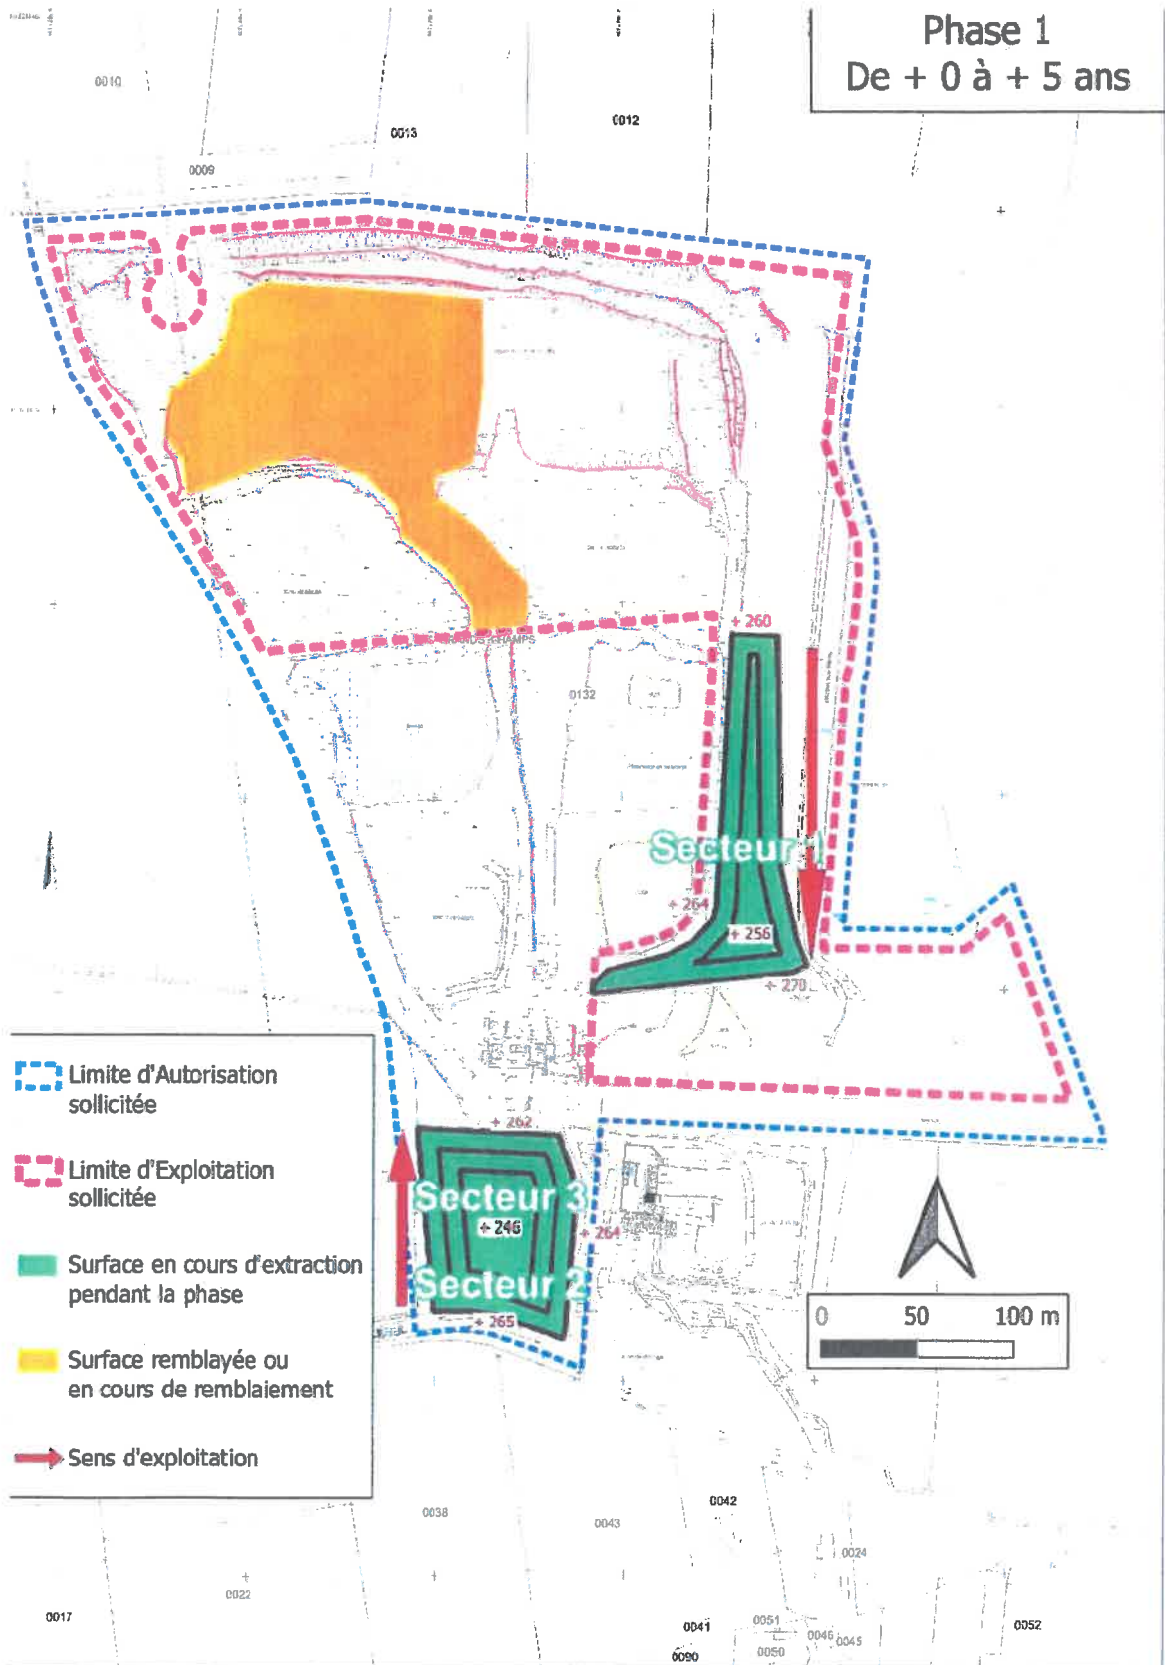 Phase 1
De + 0 à + 5 ans
0010
0013
0012
0009
+ 260
GRANDS CHAMPS
0132
Secteur 1
+ 264
+ 256
+ 270
Limite d'Autorisation
sollicitée
Limite d'Exploitation
sollicitée
Surface en cours d'extraction
pendant la phase
Surface remblayée ou
en cours de remblaiement
Sens d'exploitation
+ 262
Secteur 3
+ 246
+ 264
Secteur 2
+ 265
0 50 100 m
0038
0043
0042
0024
0022
0017
0041
0090
0051
0050
0046
0045
0052